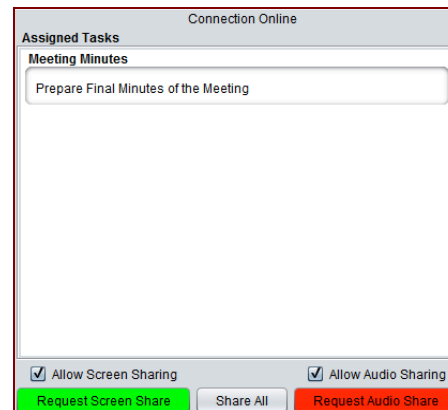 Connection Online
Assigned Tasks
Meeting Minutes
Prepare Final Minutes of the Meeting
Allow Screen Sharing Allow Audio Sharing
Request Screen Share Share All Request Audio Share